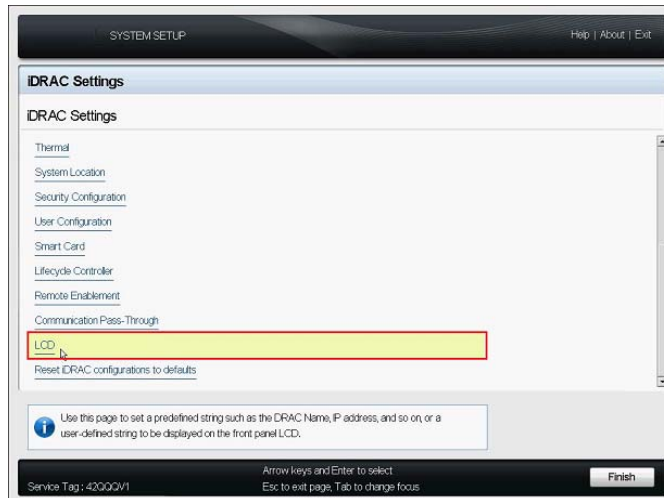 SYSTEM SETUP
Help | About | Exit
iDRAC Settings
iDRAC Settings
Thermal
System Location
Security Configuration
User Configuration
Smart Card
Lifecycle Controller
Remote Enablement
Communication Pass-Through
LCD
Reset iDRAC configurations to defaults
Use this page to set a predefined string such as the DRAC Name, IP address, and so on, or a
user-defined string to be displayed on the front panel LCD.
Arrow keys and Enter to select
Service Tag : 42QQQV1
Esc to exit page, Tab to change focus
Finish